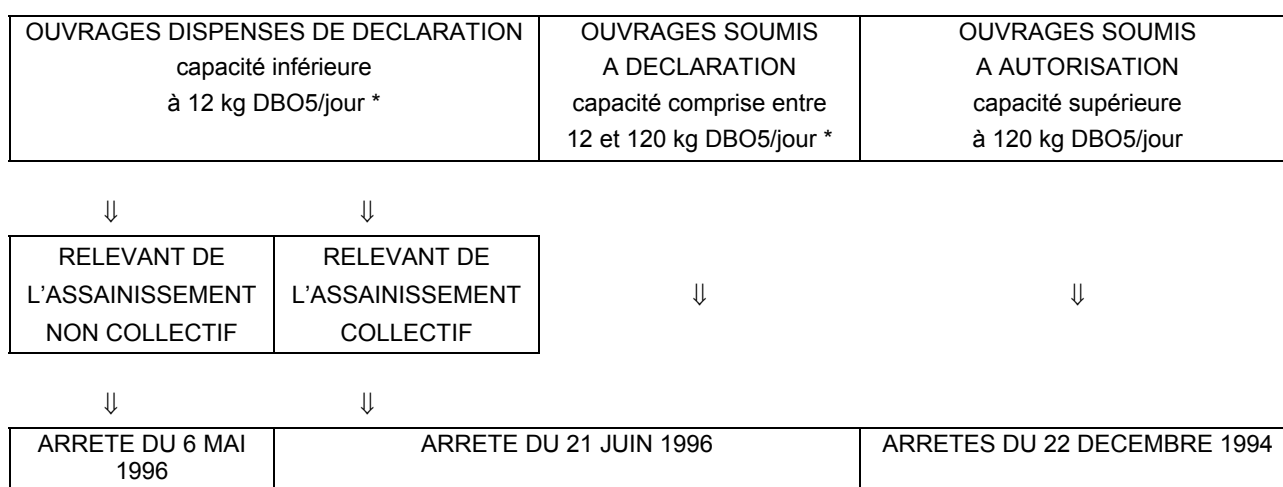 OUVRAGES DISPENSES DE DECLARATION
capacité inférieure
à 12 kg DBO5/jour *
OUVRAGES SOUMIS
A DECLARATION
capacité comprise entre
12 et 120 kg DBO5/jour *
OUVRAGES SOUMIS
A AUTORISATION
capacité supérieure
à 120 kg DBO5/jour
⇓ ⇓
RELEVANT DE
L'ASSAINISSEMENT
NON COLLECTIF
RELEVANT DE
L'ASSAINISSEMENT
COLLECTIF
⇓ ⇓
⇓ ⇓
ARRETE DU 6 MAI
1996
ARRETE DU 21 JUIN 1996
ARRETES DU 22 DECEMBRE 1994